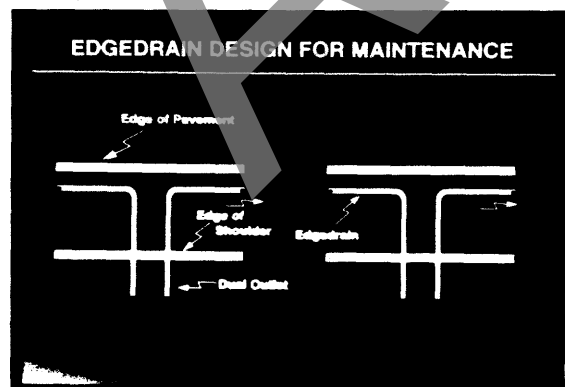 EDGEDRAIN DESIGN FOR MAINTENANCE
Edge of Pavement
Edge of
Shoulder
Edgedrain
Dual Outlet